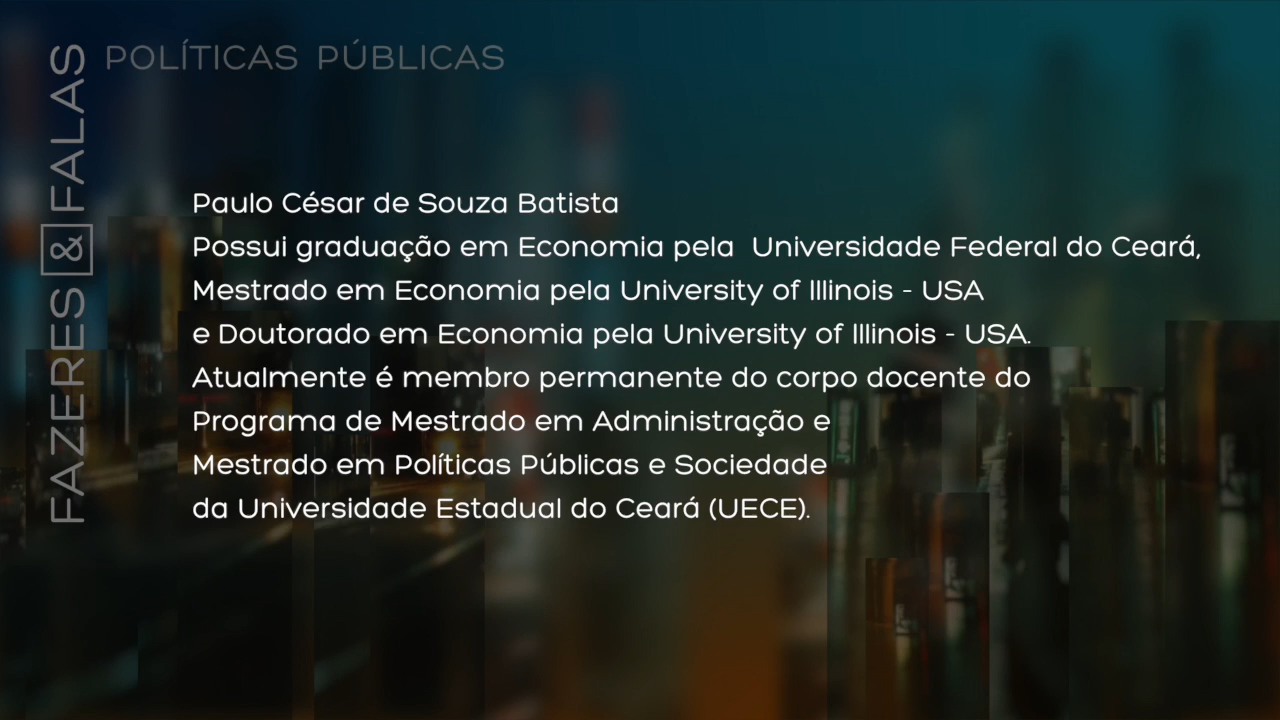 POLÍTICAS PÚBLICAS
FAZERES & FALAS
Paulo César de Souza Batista
Possui graduação em Economia pela  Universidade Federal do Ceará,
Mestrado em Economia pela University of Illinois - USA
e Doutorado em Economia pela University of Illinois - USA.
Atualmente é membro permanente do corpo docente do
Programa de Mestrado em Administração e
Mestrado em Políticas Públicas e Sociedade
da Universidade Estadual do Ceará (UECE).